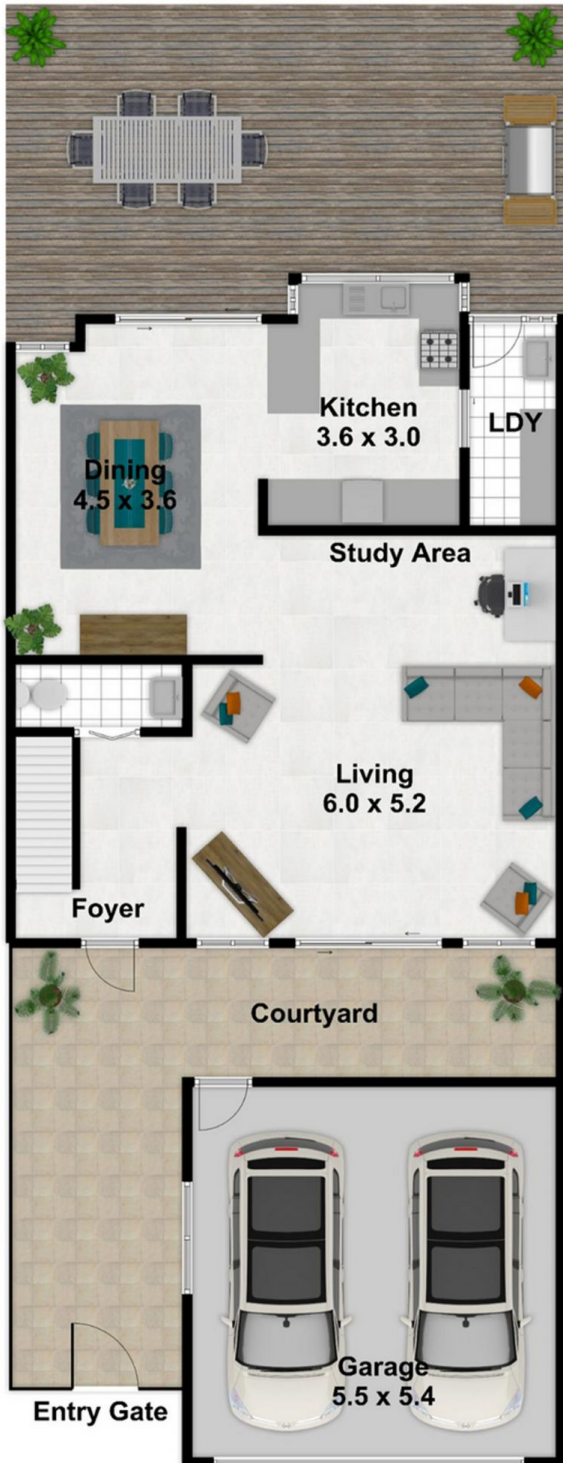 Kitchen
3.6 x 3.0
LDY
Dining
4.5 x 3.6
Study Area
Living
6.0 x 5.2
Foyer
Courtyard
Garage
5.5 x 5.4
Entry Gate